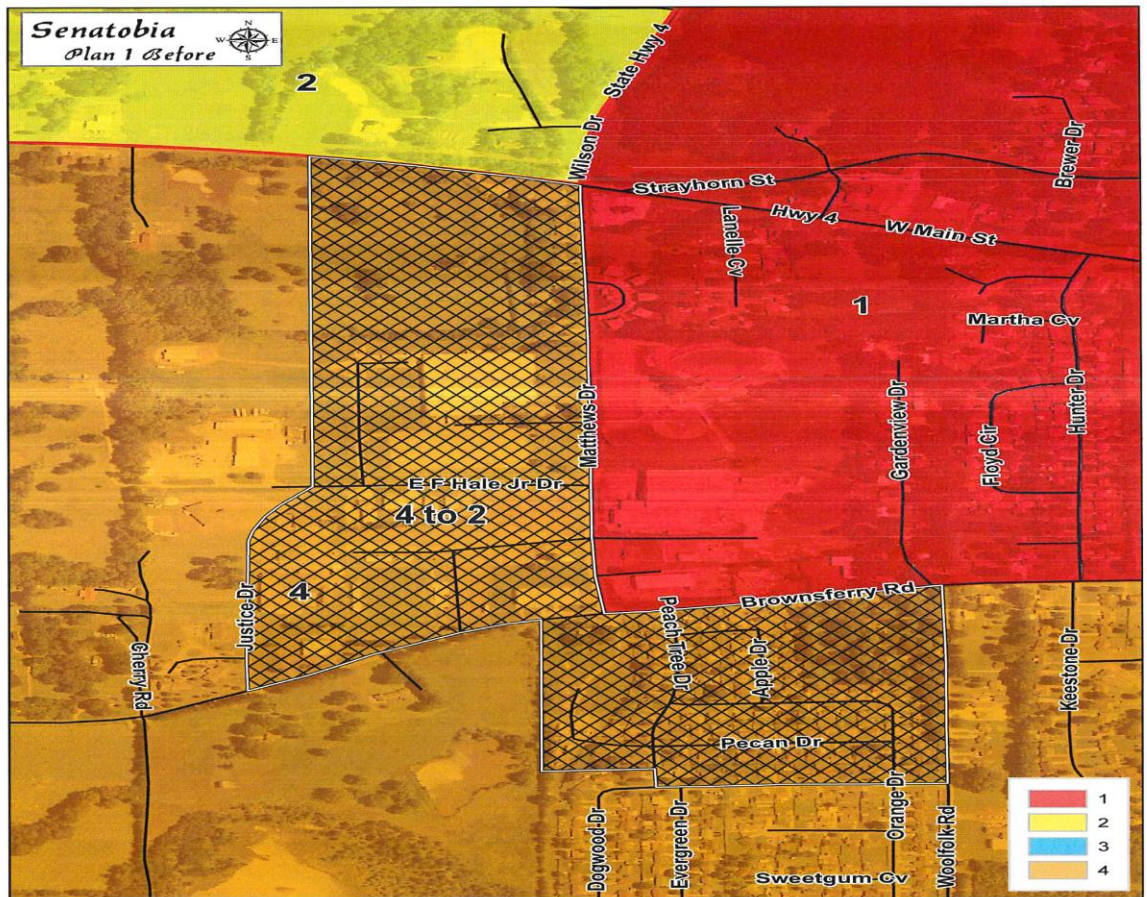 Senatobia
Plan 1 Before
N
W E
S
2
State Hwy 4
Wilson Dr
Strayhorn St
Brewer Dr
Lanelle Cv
Hwy 4
W Main St
1
Martha Cv
Matthews Dr
Gardenview Dr
Floyd Cir
Hunter Dr
E F Hale Jr Dr
4 to 2
4
Justice Dr
Cherry Rd
Brownsferry Rd
Peach Tree Dr
Apple Dr
Keestone Dr
Pecan Dr
Orange Dr
Dogwood Dr
Evergreen Dr
Woolfolk Rd
Sweetgum Cv
1
2
3
4